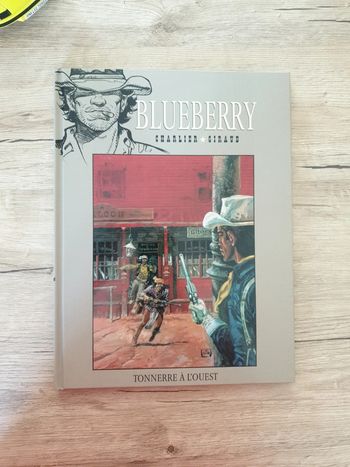 BLUEBERRY
CHARLIER ★ GIRAUD
TONNERRE À L'OUEST